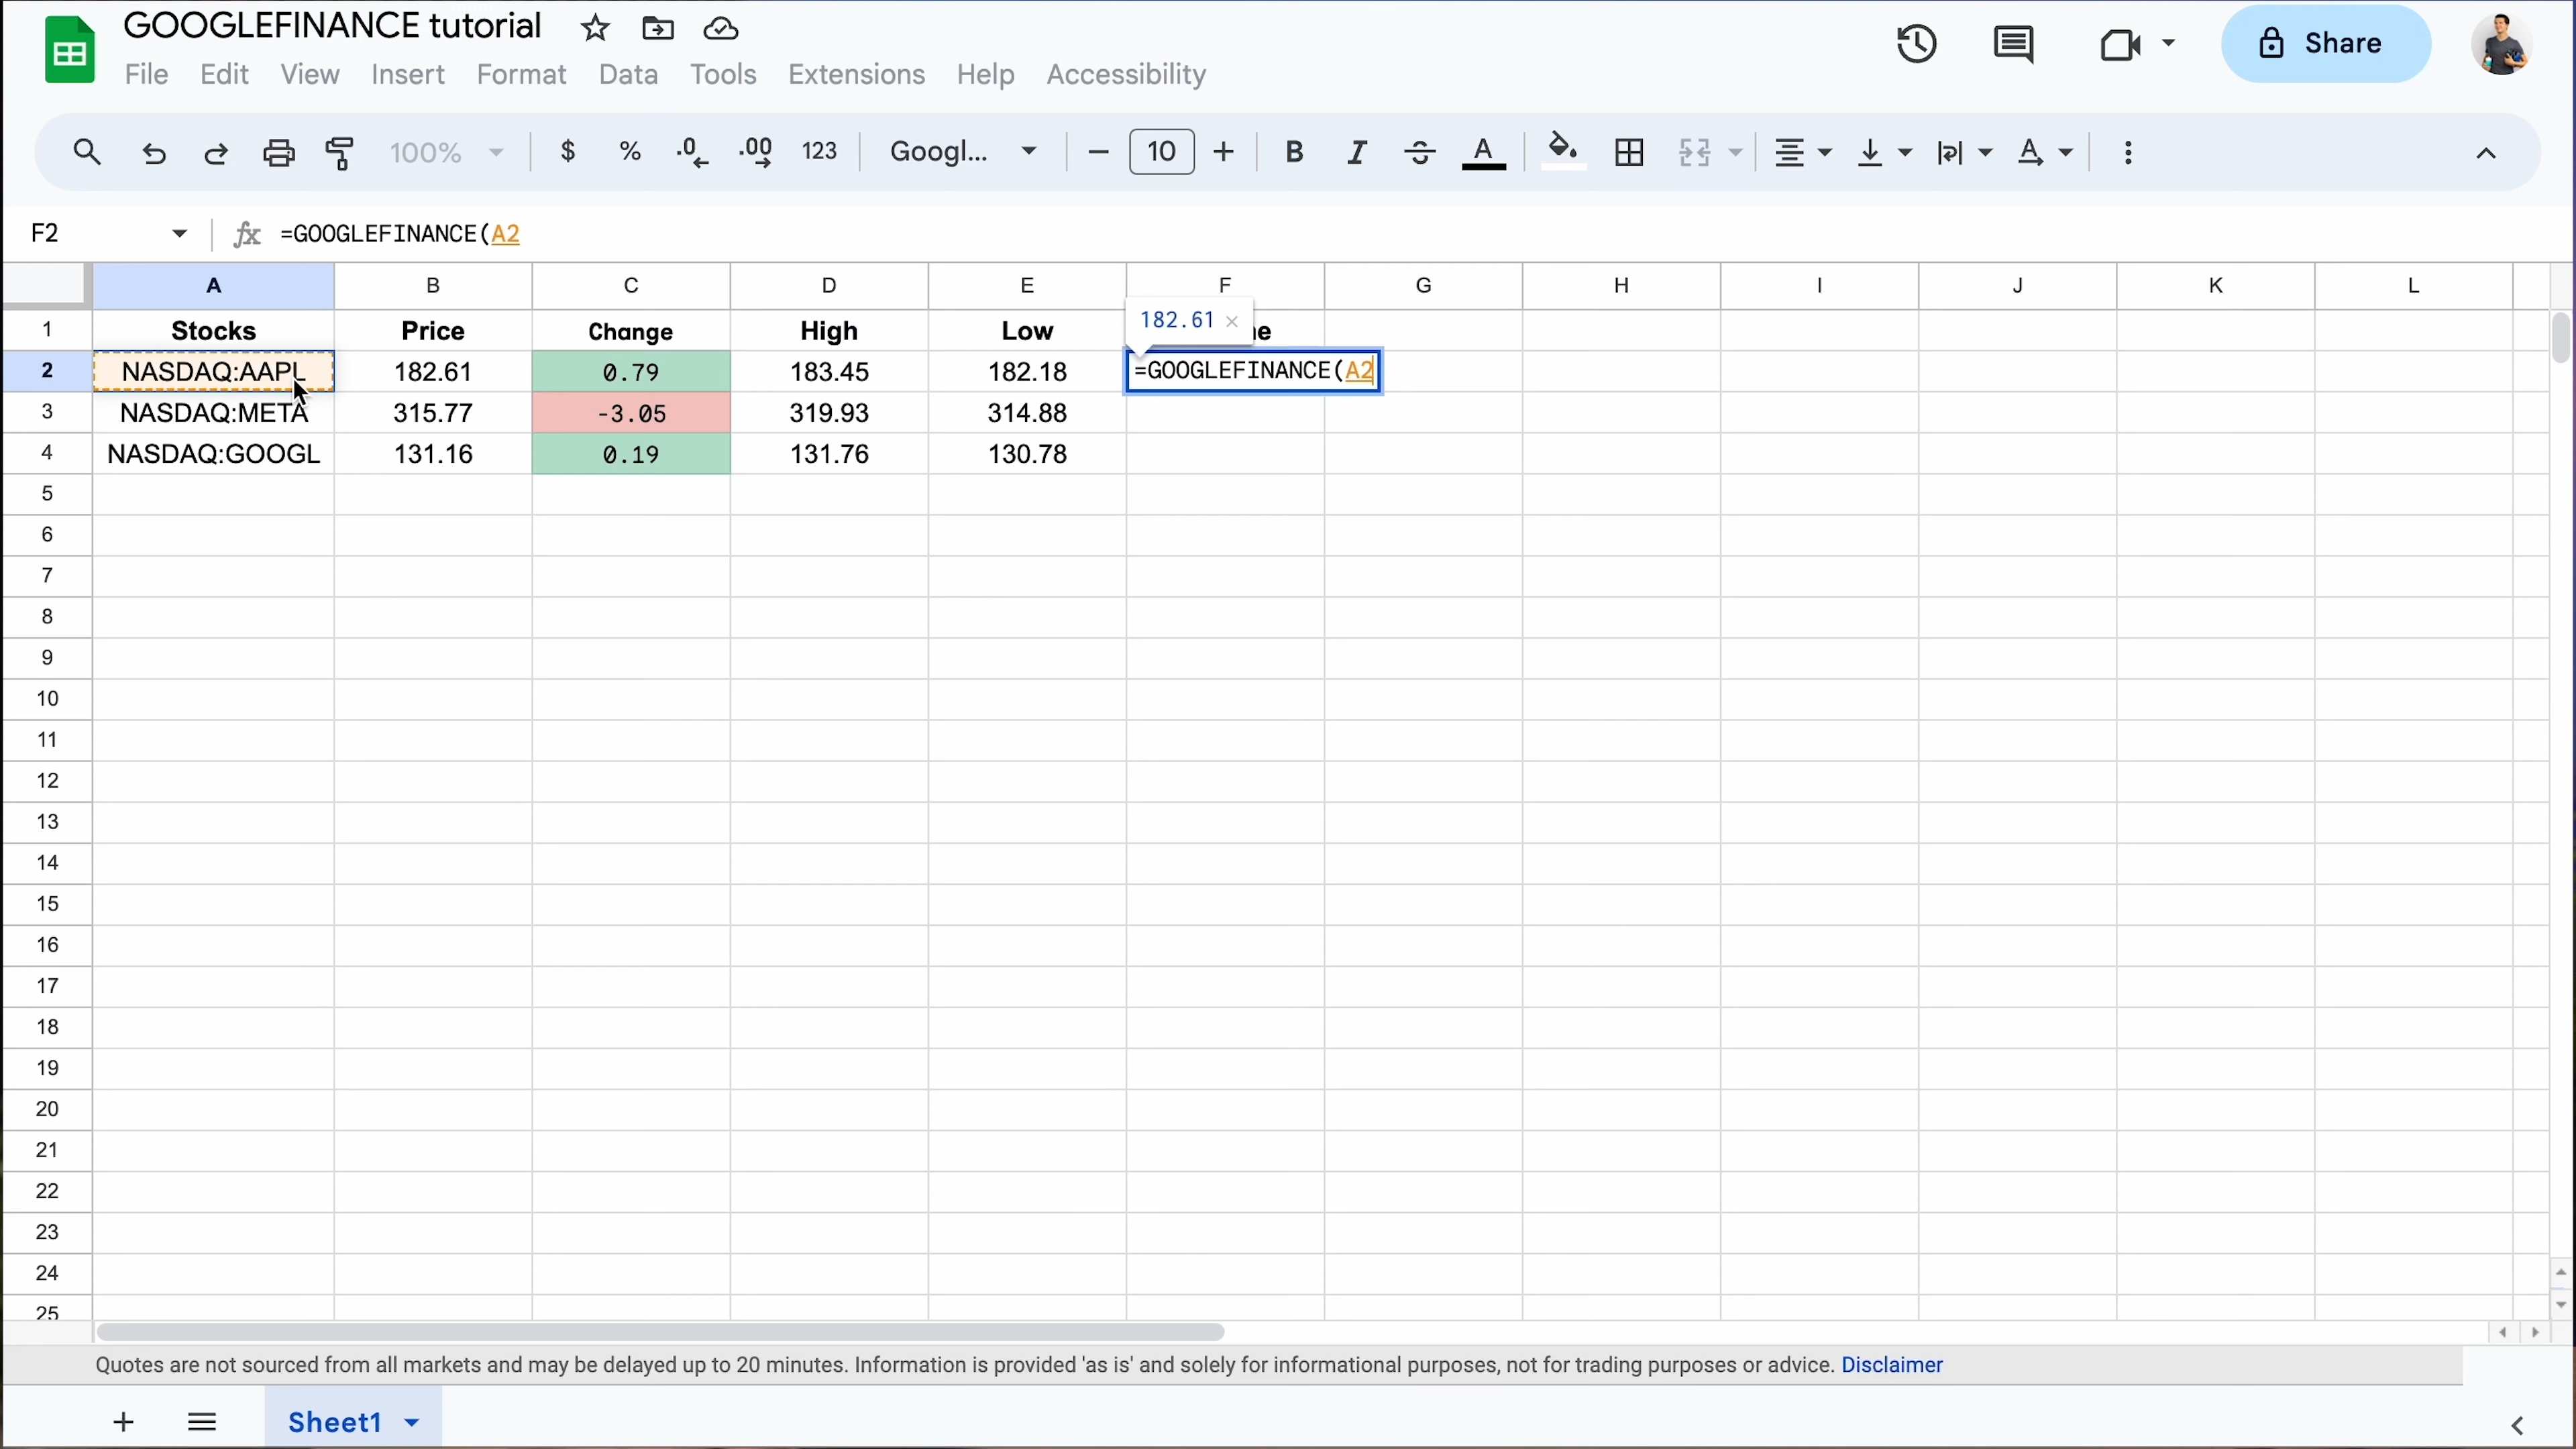 GOOGLEFINANCE tutorial
File Edit View Insert Format Data Tools Extensions Help Accessibility
Share
100% $ % .0 .00 123 Googl... 10 B I A A
F2 fx =GOOGLEFINANCE(A2
A B C D E F G H I J K L
182.61 ×
1 Stocks Price Change High Low
2 NASDAQ:AAPL 182.61 0.79 183.45 182.18 =GOOGLEFINANCE(A2
3 NASDAQ:META 315.77 -3.05 319.93 314.88
4 NASDAQ:GOOGL 131.16 0.19 131.76 130.78
5
6
7
8
9
10
11
12
13
14
15
16
17
18
19
20
21
22
23
24
25
Quotes are not sourced from all markets and may be delayed up to 20 minutes. Information is provided 'as is' and solely for informational purposes, not for trading purposes or advice. Disclaimer
Sheet1